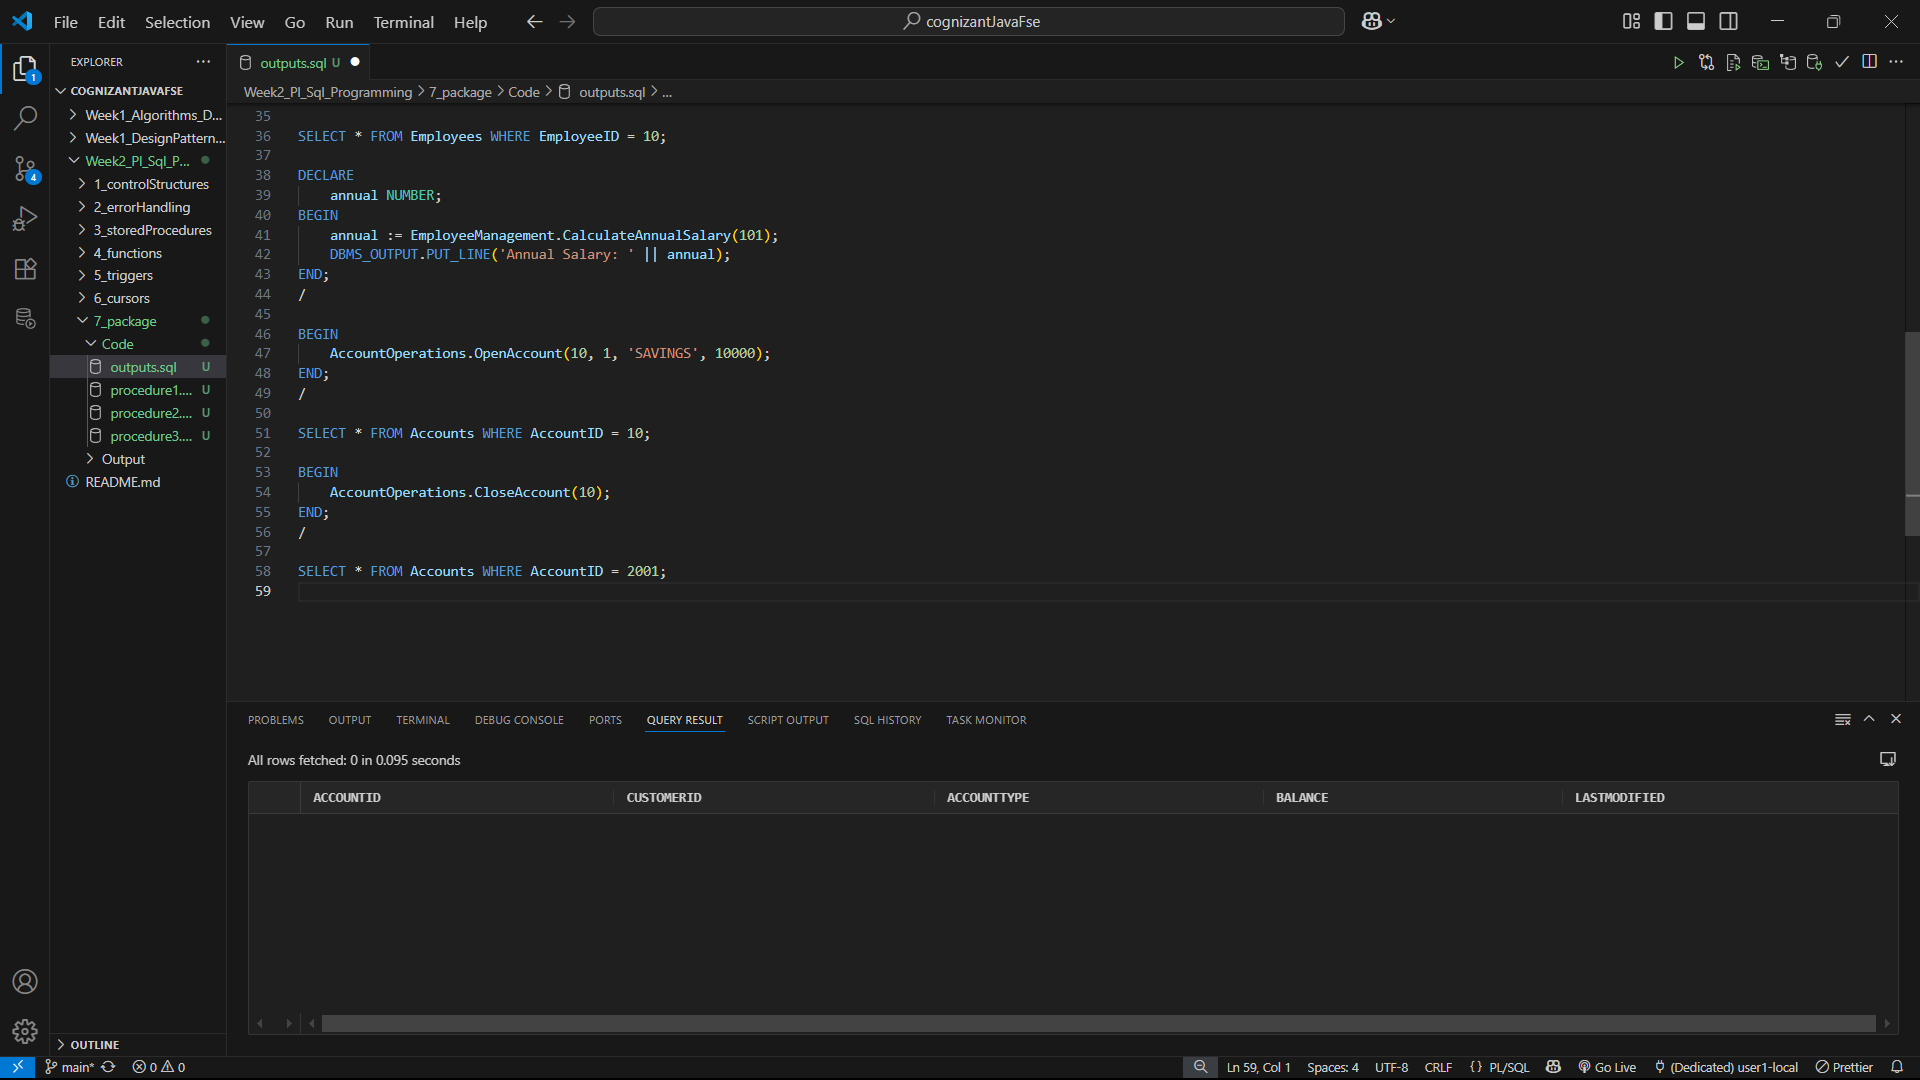 File Edit Selection View Go Run Terminal Help
cognizantJavaFse
EXPLORER
COGNIZANTJAVAFSE
Week1_Algorithms_D...
Week1_DesignPattern...
Week2_Pl_Sql_P...
1_controlStructures
2_errorHandling
3_storedProcedures
4_functions
5_triggers
6_cursors
7_package
Code
outputs.sql U
procedure1.... U
procedure2.... U
procedure3.... U
Output
README.md
OUTLINE
1
4
outputs.sql U
Week2_Pl_Sql_Programming > 7_package > Code > outputs.sql > ...
35
36 SELECT * FROM Employees WHERE EmployeeID = 10;
37
38 DECLARE
39 annual NUMBER;
40 BEGIN
41 annual := EmployeeManagement.CalculateAnnualSalary(101);
42 DBMS_OUTPUT.PUT_LINE('Annual Salary: ' || annual);
43 END;
44 /
45
46 BEGIN
47 AccountOperations.OpenAccount(10, 1, 'SAVINGS', 10000);
48 END;
49 /
50
51 SELECT * FROM Accounts WHERE AccountID = 10;
52
53 BEGIN
54 AccountOperations.CloseAccount(10);
55 END;
56 /
57
58 SELECT * FROM Accounts WHERE AccountID = 2001;
59
PROBLEMS OUTPUT TERMINAL DEBUG CONSOLE PORTS QUERY RESULT SCRIPT OUTPUT SQL HISTORY TASK MONITOR
All rows fetched: 0 in 0.095 seconds
ACCOUNTID CUSTOMERID ACCOUNTTYPE BALANCE LASTMODIFIED
main* 0 0 Ln 59, Col 1 Spaces: 4 UTF-8 CRLF {} PL/SQL Go Live (Dedicated) user1-local Prettier